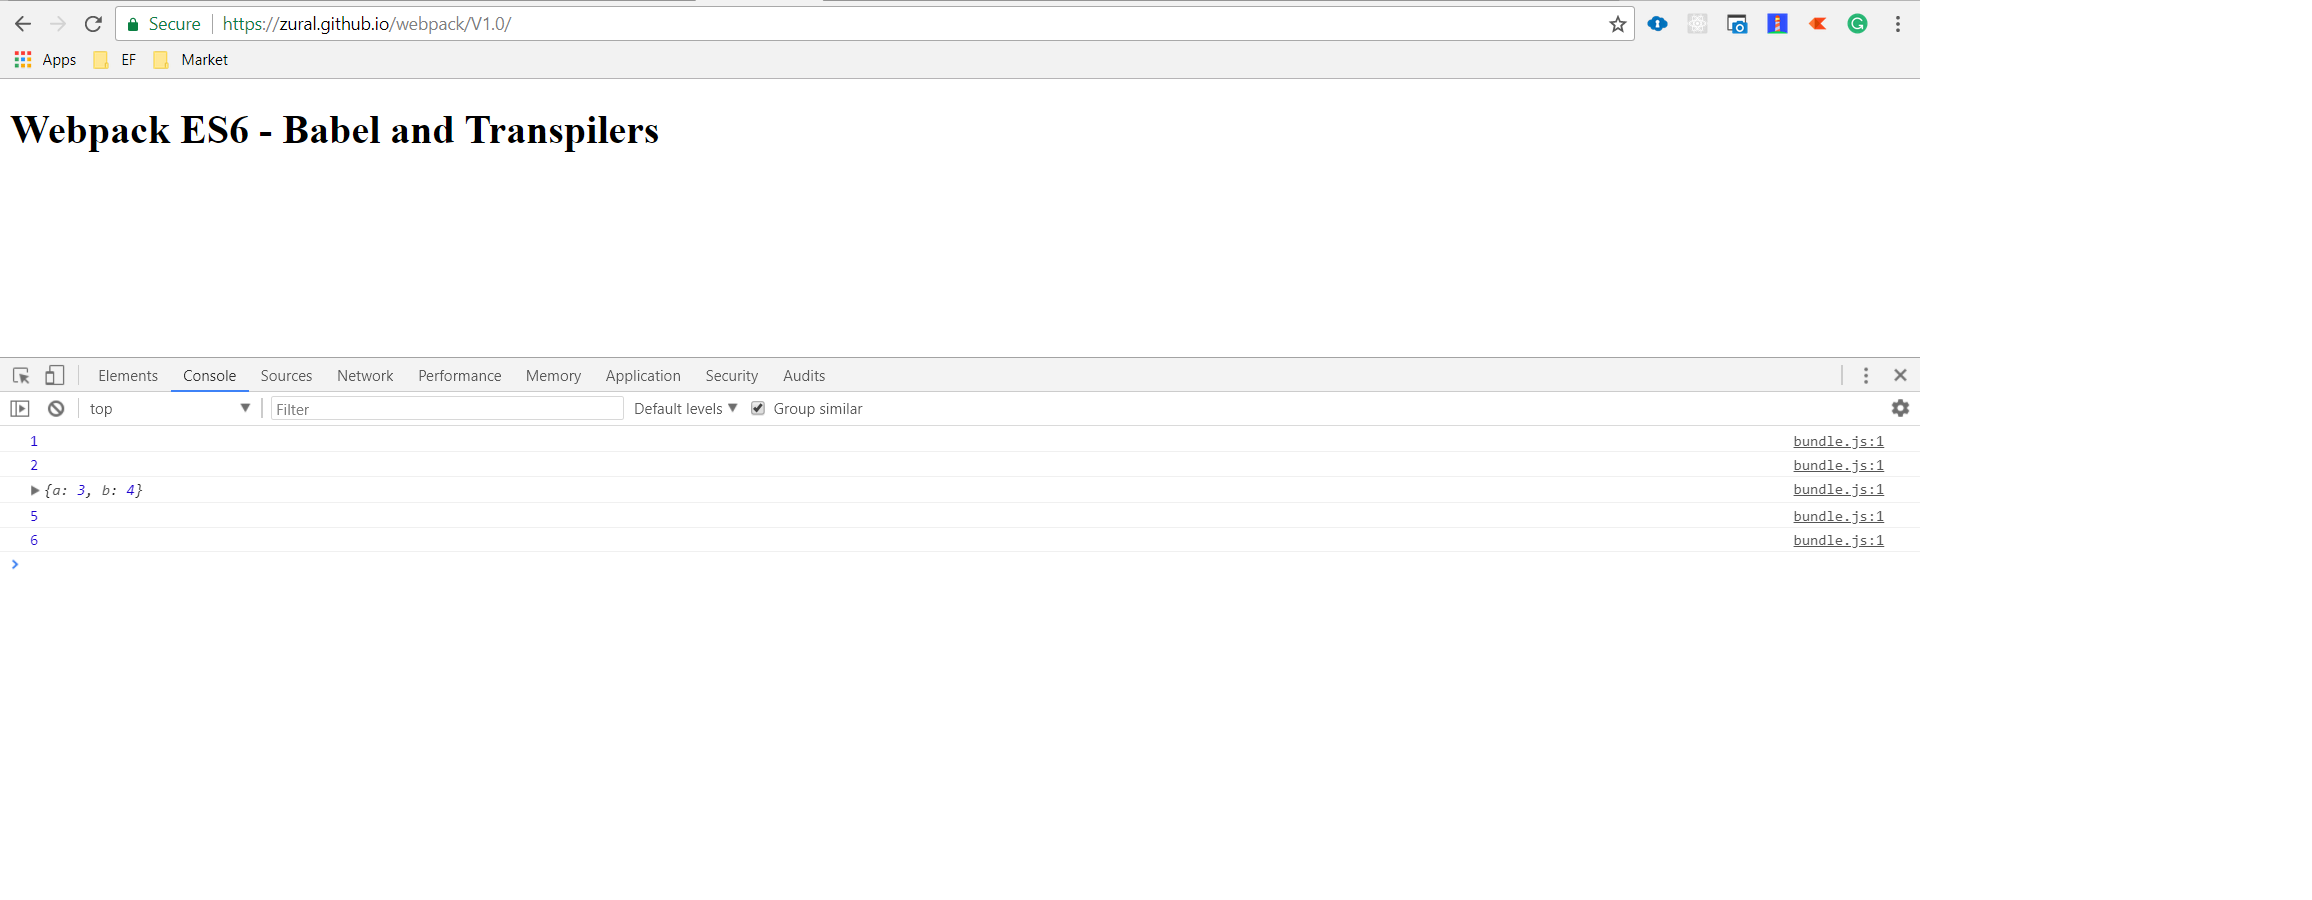 Secure https://zural.github.io/webpack/V1.0/
Apps EF Market
Webpack ES6 - Babel and Transpilers
Elements Console Sources Network Performance Memory Application Security Audits
top Filter Default levels Group similar
1 bundle.js:1
2 bundle.js:1
{a: 3, b: 4} bundle.js:1
5 bundle.js:1
6 bundle.js:1